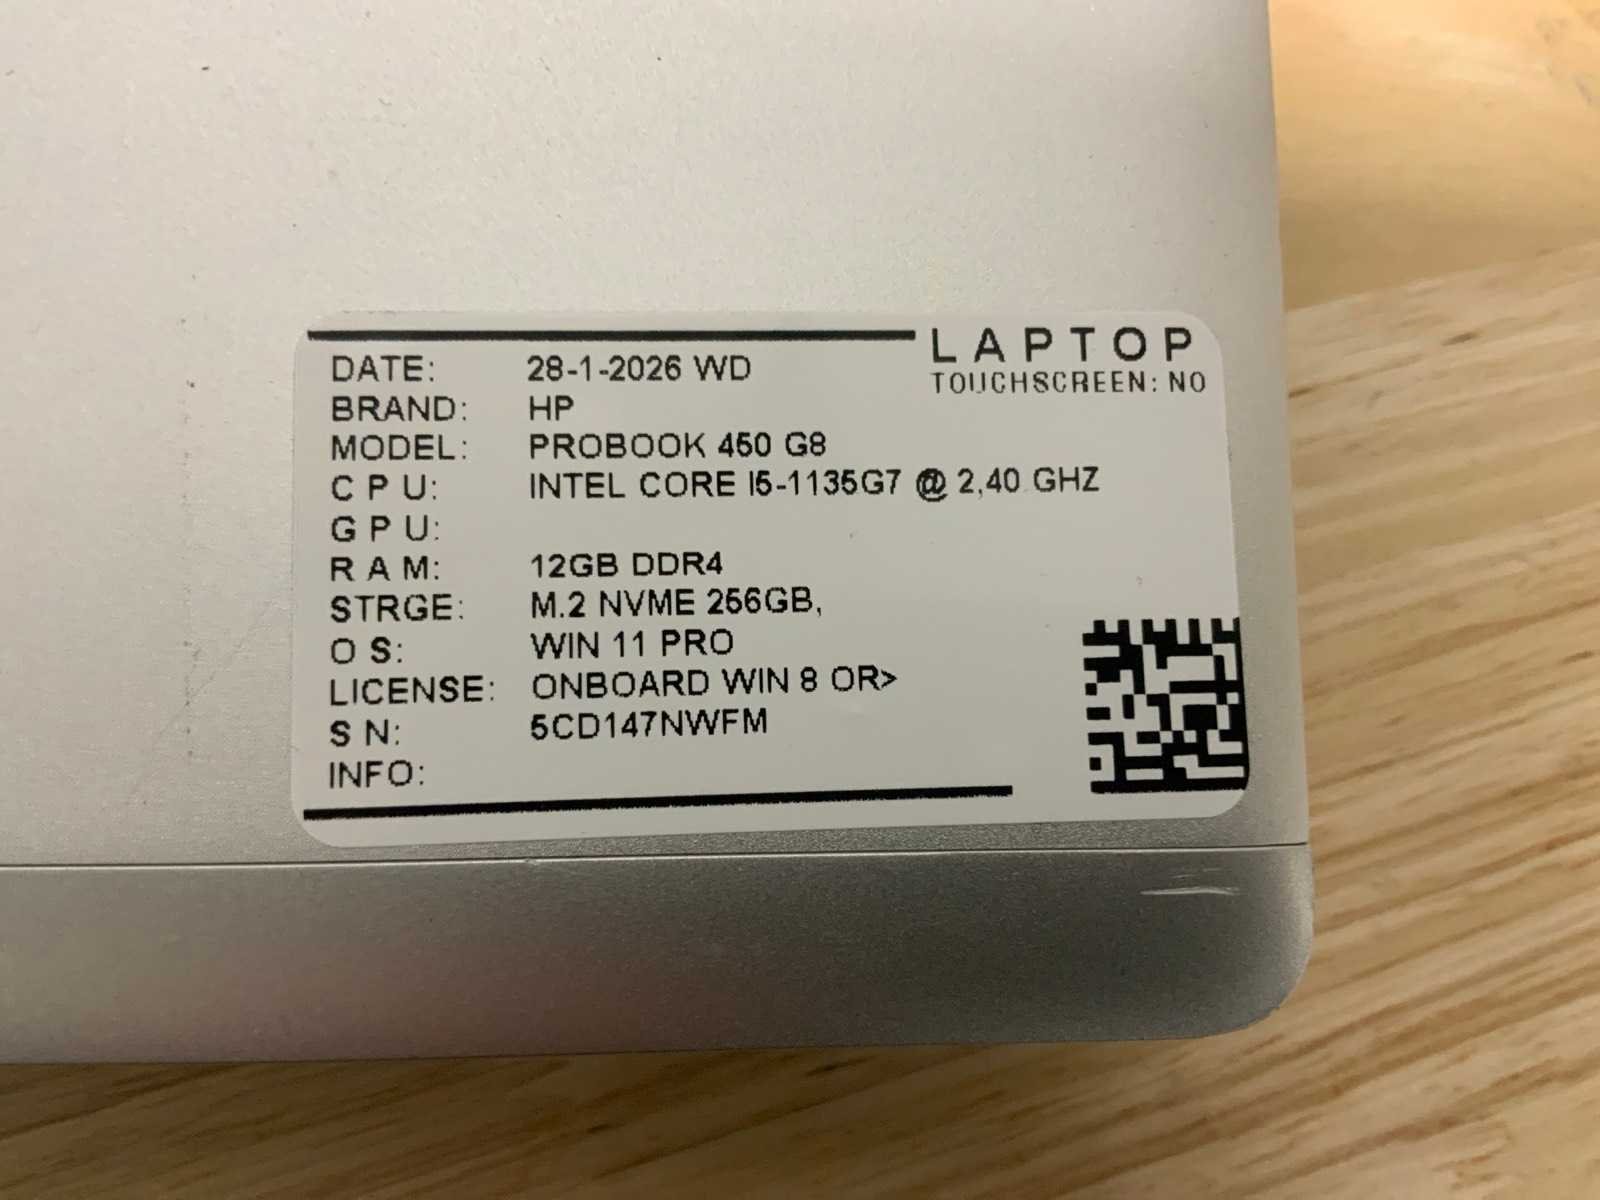 LAPTOP
TOUCHSCREEN: NO
DATE: 28-1-2026 WD
BRAND: HP
MODEL: PROBOOK 450 G8
C P U: INTEL CORE I5-1135G7 @ 2,40 GHZ
G P U:
R A M: 12GB DDR4
STRGE: M.2 NVME 256GB,
O S: WIN 11 PRO
LICENSE: ONBOARD WIN 8 OR>
S N: 5CD147NWFM
INFO: